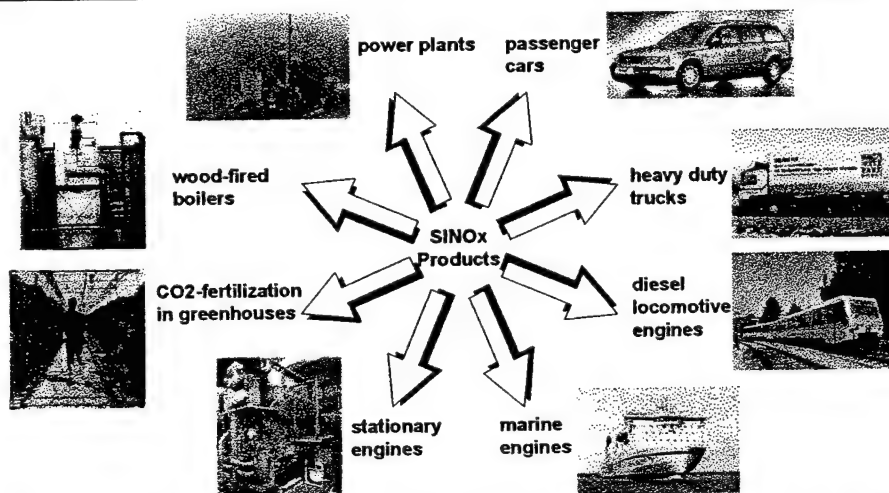 power plants
passenger
cars
wood-fired
boilers
heavy duty
trucks
SINOx
Products
CO2-fertilization
in greenhouses
diesel
locomotive
engines
stationary
engines
marine
engines